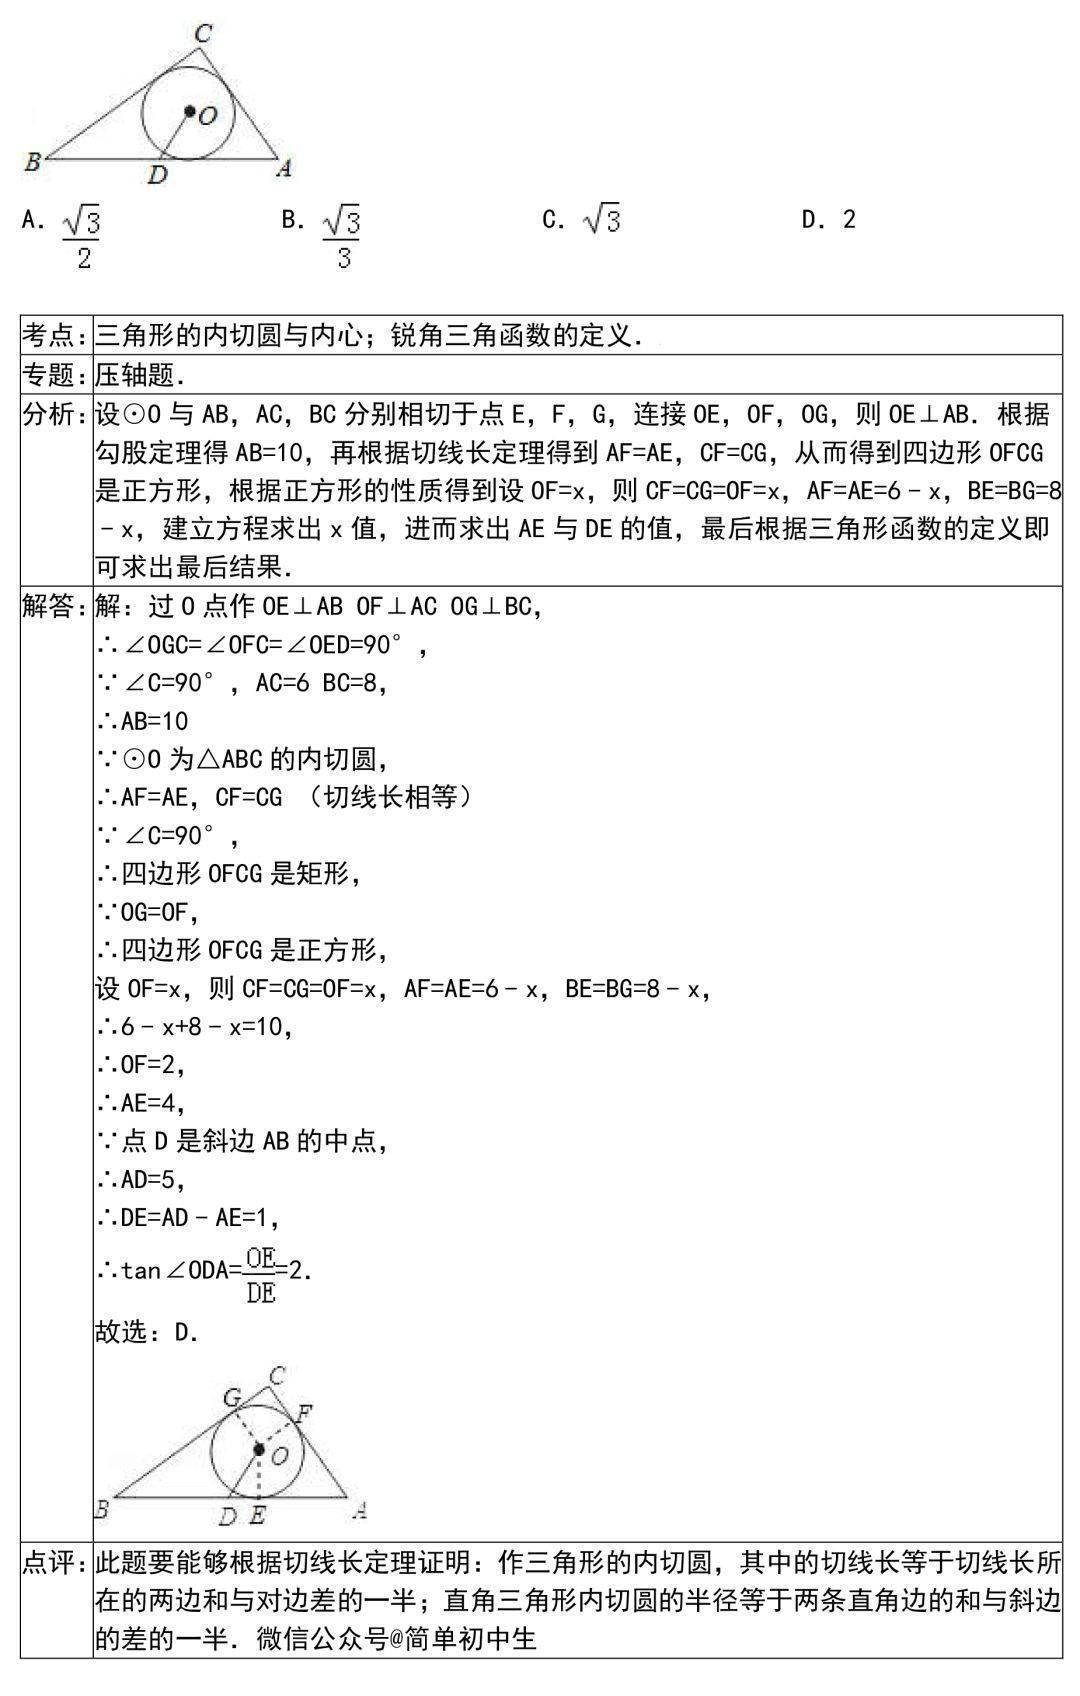 C
O
B
D
A
A. √3/2 B. √3/3 C. √3 D. 2
考点: 三角形的内切圆与内心；锐角三角函数的定义.
专题: 压轴题.
分析: 设⊙O 与 AB, AC, BC 分别相切于点 E, F, G, 连接 OE, OF, OG, 则 OE⊥AB. 根据
勾股定理得 AB=10, 再根据切线长定理得到 AF=AE, CF=CG, 从而得到四边形 OFCG
是正方形, 根据正方形的性质得到设 OF=x, 则 CF=CG=OF=x, AF=AE=6﹣x, BE=BG=8
﹣x, 建立方程求出 x 值, 进而求出 AE 与 DE 的值, 最后根据三角形函数的定义即
可求出最后结果.
解答: 解: 过 O 点作 OE⊥AB OF⊥AC OG⊥BC,
∴∠OGC=∠OFC=∠OED=90°,
∵∠C=90°, AC=6 BC=8,
∴AB=10
∵⊙O 为△ABC 的内切圆,
∴AF=AE, CF=CG （切线长相等）
∵∠C=90°,
∴四边形 OFCG 是矩形,
∵OG=OF,
∴四边形 OFCG 是正方形,
设 OF=x, 则 CF=CG=OF=x, AF=AE=6﹣x, BE=BG=8﹣x,
∴6﹣x+8﹣x=10,
∴OF=2,
∴AE=4,
∵点 D 是斜边 AB 的中点,
∴AD=5,
∴DE=AD﹣AE=1,
∴tan∠ODA=OE/DE=2.
故选: D.
C
G
F
O
B
D E
A
点评: 此题要能够根据切线长定理证明: 作三角形的内切圆, 其中的切线长等于切线长所
在的两边和与对边差的一半；直角三角形内切圆的半径等于两条直角边的和与斜边
的差的一半. 微信公众号@简单初中生